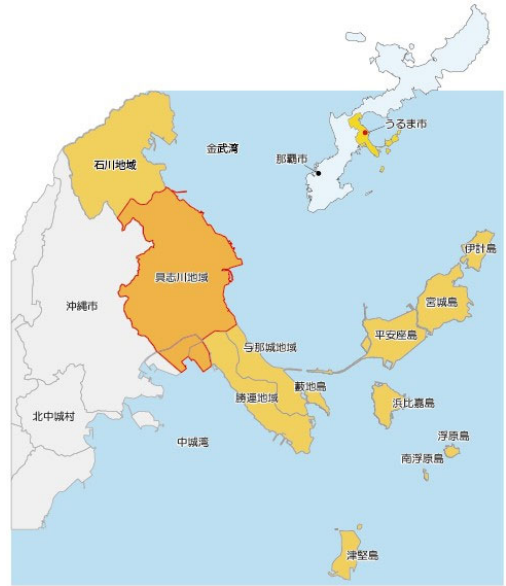 うるま市
那覇市
石川地域
金武湾
伊計島
宮城島
具志川地域
沖縄市
平安座島
与那城地域
藪地島
勝連地域
浜比嘉島
北中城村
中城湾
浮原島
南浮原島
津堅島